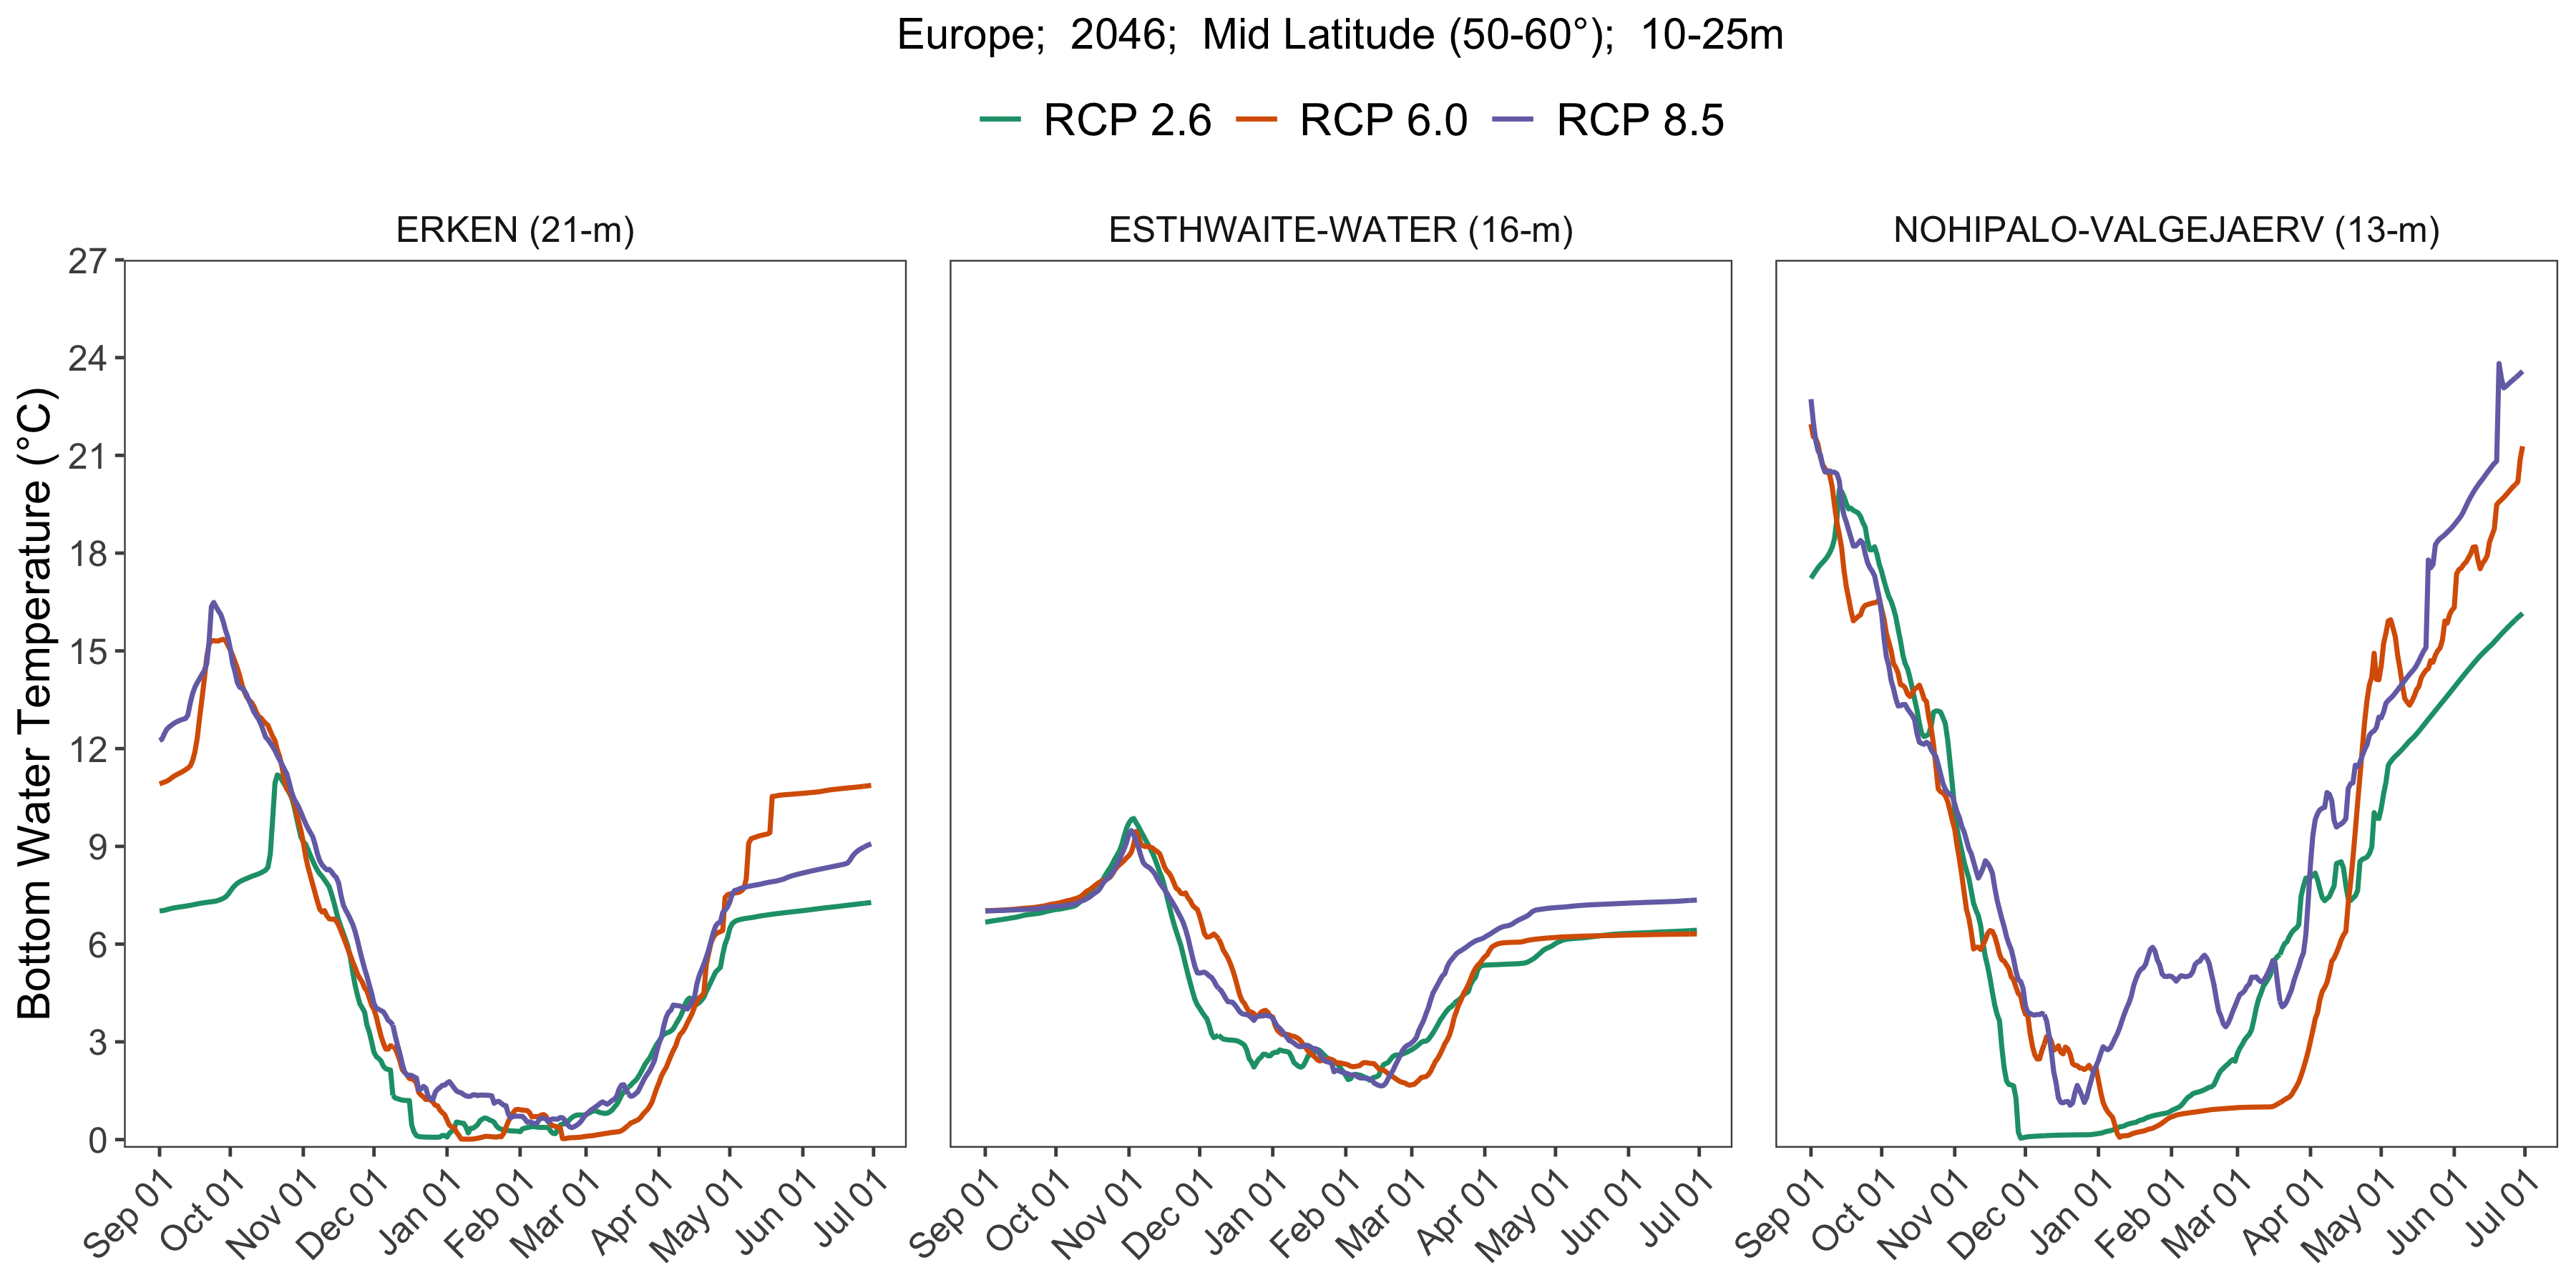 Europe;  2046;  Mid Latitude (50-60°);  10-25m
RCP 2.6 RCP 6.0 RCP 8.5
ERKEN (21-m) ESTHWAITE-WATER (16-m) NOHIPALO-VALGEJAERV (13-m)
Bottom Water Temperature (°C)
27
24
21
18
15
12
9
6
3
0
Sep 01 Oct 01 Nov 01 Dec 01 Jan 01 Feb 01 Mar 01 Apr 01 May 01 Jun 01 Jul 01 Sep 01 Oct 01 Nov 01 Dec 01 Jan 01 Feb 01 Mar 01 Apr 01 May 01 Jun 01 Jul 01 Sep 01 Oct 01 Nov 01 Dec 01 Jan 01 Feb 01 Mar 01 Apr 01 May 01 Jun 01 Jul 01